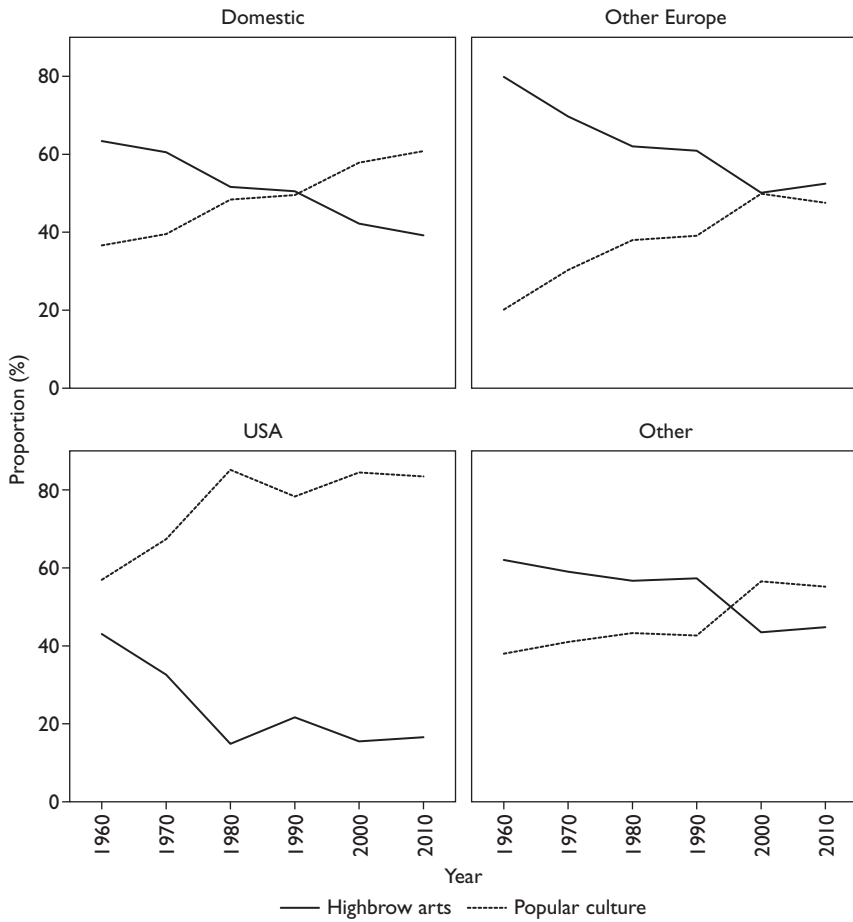 Domestic
Other Europe
80
60
40
20
0
Proportion (%)
USA
Other
80
60
40
20
0
1960
1970
1980
1990
2000
2010
1960
1970
1980
1990
2000
2010
Year
Highbrow arts
Popular culture